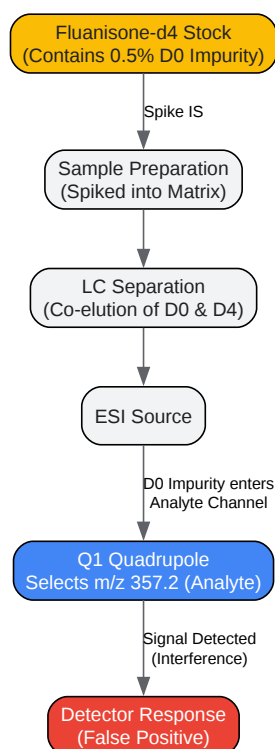 Fluanisone-d4 Stock
(Contains 0.5% D0 Impurity)
Spike IS
Sample Preparation
(Spiked into Matrix)
LC Separation
(Co-elution of D0 & D4)
ESI Source
D0 Impurity enters
Analyte Channel
Q1 Quadrupole
Selects m/z 357.2 (Analyte)
Signal Detected
(Interference)
Detector Response
(False Positive)